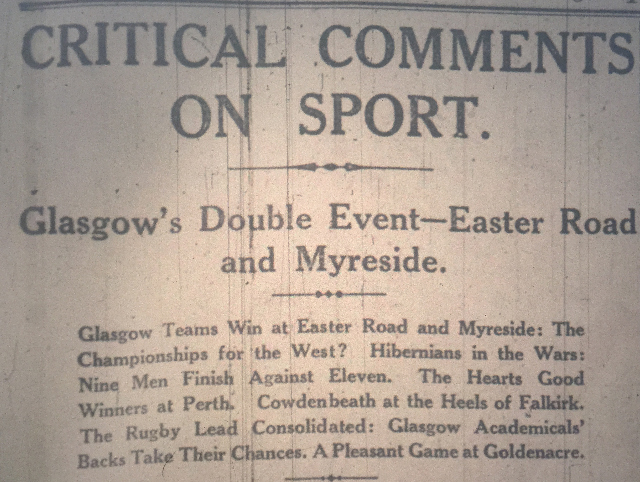 CRITICAL COMMENTS
ON SPORT.
Glasgow's Double Event—Easter Road
and Myreside.
Glasgow Teams Win at Easter Road and Myreside: The
Championships for the West? Hibernians in the Wars:
Nine Men Finish Against Eleven. The Hearts Good
Winners at Perth. Cowdenbeath at the Heels of Falkirk.
The Rugby Lead Consolidated: Glasgow Academicals'
Backs Take Their Chances. A Pleasant Game at Goldenacre.